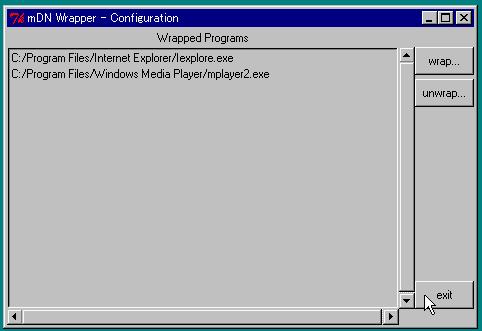 mDN Wrapper - Configuration
Wrapped Programs
C:/Program Files/Internet Explorer/Iexplore.exe
C:/Program Files/Windows Media Player/mplayer2.exe
wrap...
unwrap...
exit